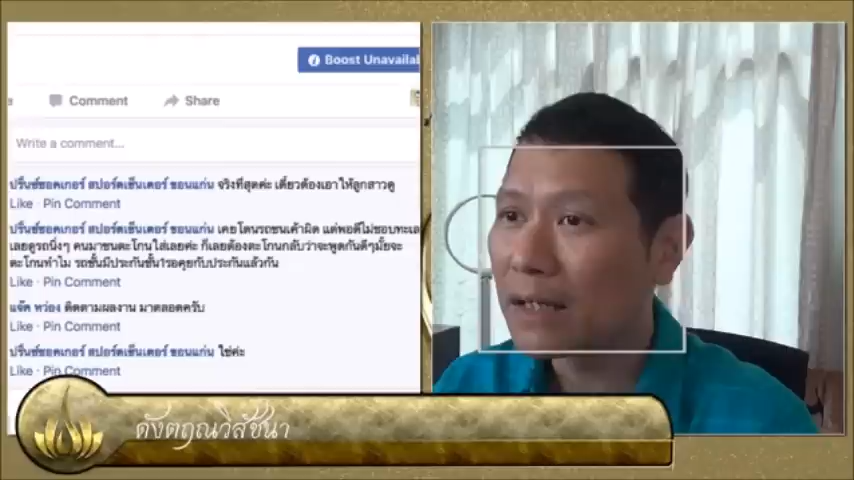 Boost Unavailab
Comment
Share
Write a comment...
ปริ๊นซ์ซอคเกอร์ สปอร์ตเซ็นเตอร์ ขอนแก่น จริงที่สุดค่ะ เดี๋ยวต้องเอาให้ลูกสาวดู
Like · Pin Comment
ปริ๊นซ์ซอคเกอร์ สปอร์ตเซ็นเตอร์ ขอนแก่น เคยโดนรถชนเค้าผิด แต่พอดีไม่ชอบทะเล
เลยดูรถนิ่งๆ คนมาชนตะโกนใส่เลยค่ะ ก็เลยต้องตะโกนกลับว่าจะพูดกันดีๆมั้ยจะ
ตะโกนทำไม รถชั้นมีประกันชั้น1รอคุยกับประกันแล้วกัน
Like · Pin Comment
แจ๊ค หว่อง ติดตามผลงาน มาตลอดครับ
Like · Pin Comment
ปริ๊นซ์ซอคเกอร์ สปอร์ตเซ็นเตอร์ ขอนแก่น ใช่ค่ะ
Like · Pin Comment
ดังตฤณวิสัชนา